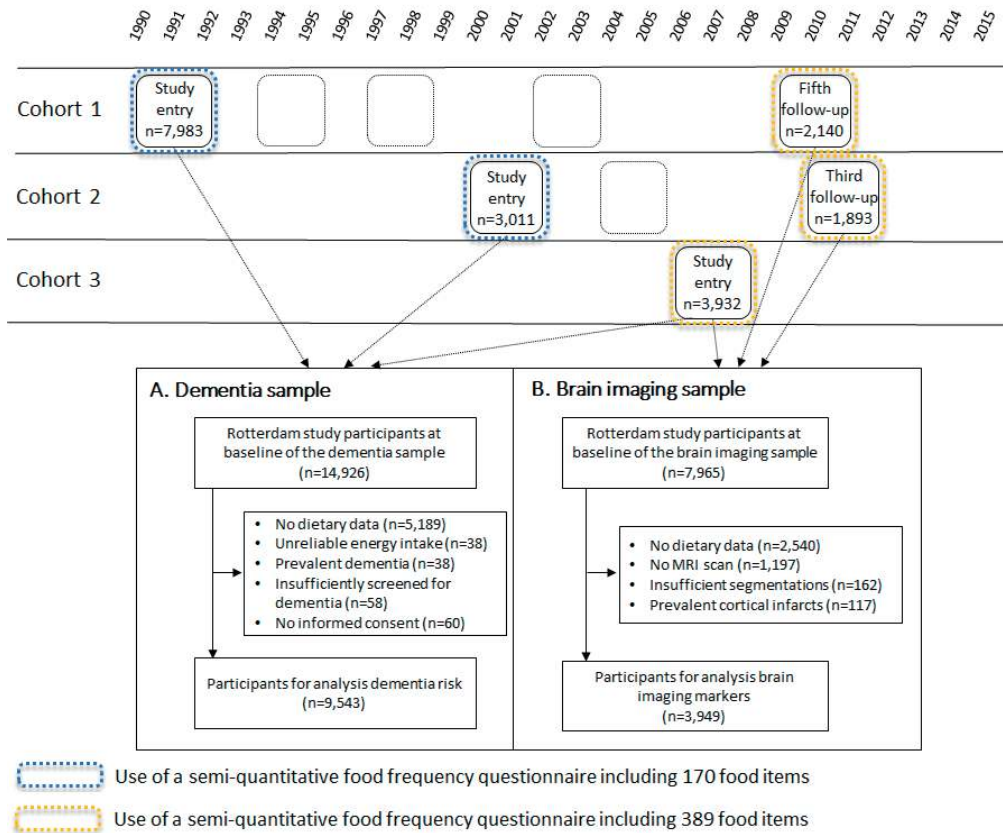 1990 1991 1992 1993 1994 1995 1996 1997 1998 1999 2000 2001 2002 2003 2004 2005 2006 2007 2008 2009 2010 2011 2012 2013 2014 2015
Cohort 1
Study
entry
n=7,983
Fifth
follow-up
n=2,140
Cohort 2
Study
entry
n=3,011
Third
follow-up
n=1,893
Cohort 3
Study
entry
n=3,932
A. Dementia sample
Rotterdam study participants at
baseline of the dementia sample
(n=14,926)
• No dietary data (n=5,189)
• Unreliable energy intake (n=38)
• Prevalent dementia (n=38)
• Insufficiently screened for
dementia (n=58)
• No informed consent (n=60)
Participants for analysis dementia risk
(n=9,543)
B. Brain imaging sample
Rotterdam study participants at
baseline of the brain imaging sample
(n=7,965)
• No dietary data (n=2,540)
• No MRI scan (n=1,197)
• Insufficient segmentations (n=162)
• Prevalent cortical infarcts (n=117)
Participants for analysis brain
imaging markers
(n=3,949)
Use of a semi-quantitative food frequency questionnaire including 170 food items
Use of a semi-quantitative food frequency questionnaire including 389 food items